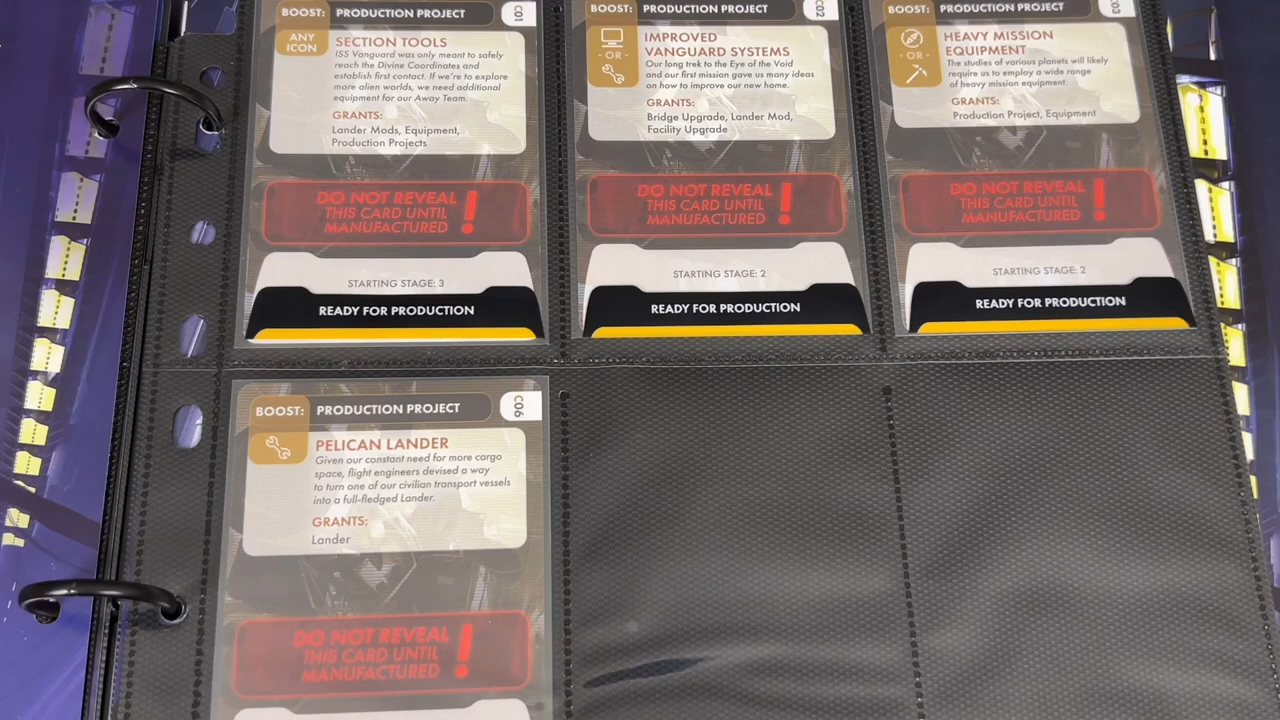 BOOST: PRODUCTION PROJECT
C01
ANY
ICON
SECTION TOOLS
ISS Vanguard was only meant to safely
reach the Divine Coordinates and
establish first contact. If we're to explore
more alien worlds, we need additional
equipment for our Away Team.
GRANTS:
Lander Mods, Equipment,
Production Projects
DO NOT REVEAL
THIS CARD UNTIL
MANUFACTURED !
STARTING STAGE: 3
READY FOR PRODUCTION
BOOST: PRODUCTION PROJECT
C02
- OR -
IMPROVED
VANGUARD SYSTEMS
Our long trek to the Eye of the Void
and our first mission gave us many ideas
on how to improve our new home.
GRANTS:
Bridge Upgrade, Lander Mod,
Facility Upgrade
DO NOT REVEAL
THIS CARD UNTIL
MANUFACTURED !
STARTING STAGE: 2
READY FOR PRODUCTION
BOOST: PRODUCTION PROJECT
C03
- OR -
HEAVY MISSION
EQUIPMENT
The studies of various planets will likely
require us to employ a wide range
of heavy mission equipment.
GRANTS:
Production Project, Equipment
DO NOT REVEAL
THIS CARD UNTIL
MANUFACTURED !
STARTING STAGE: 2
READY FOR PRODUCTION
BOOST: PRODUCTION PROJECT
C06
PELICAN LANDER
Given our constant need for more cargo
space, flight engineers devised a way
to turn one of our civilian transport vessels
into a full-fledged Lander.
GRANTS:
Lander
DO NOT REVEAL
THIS CARD UNTIL
MANUFACTURED !